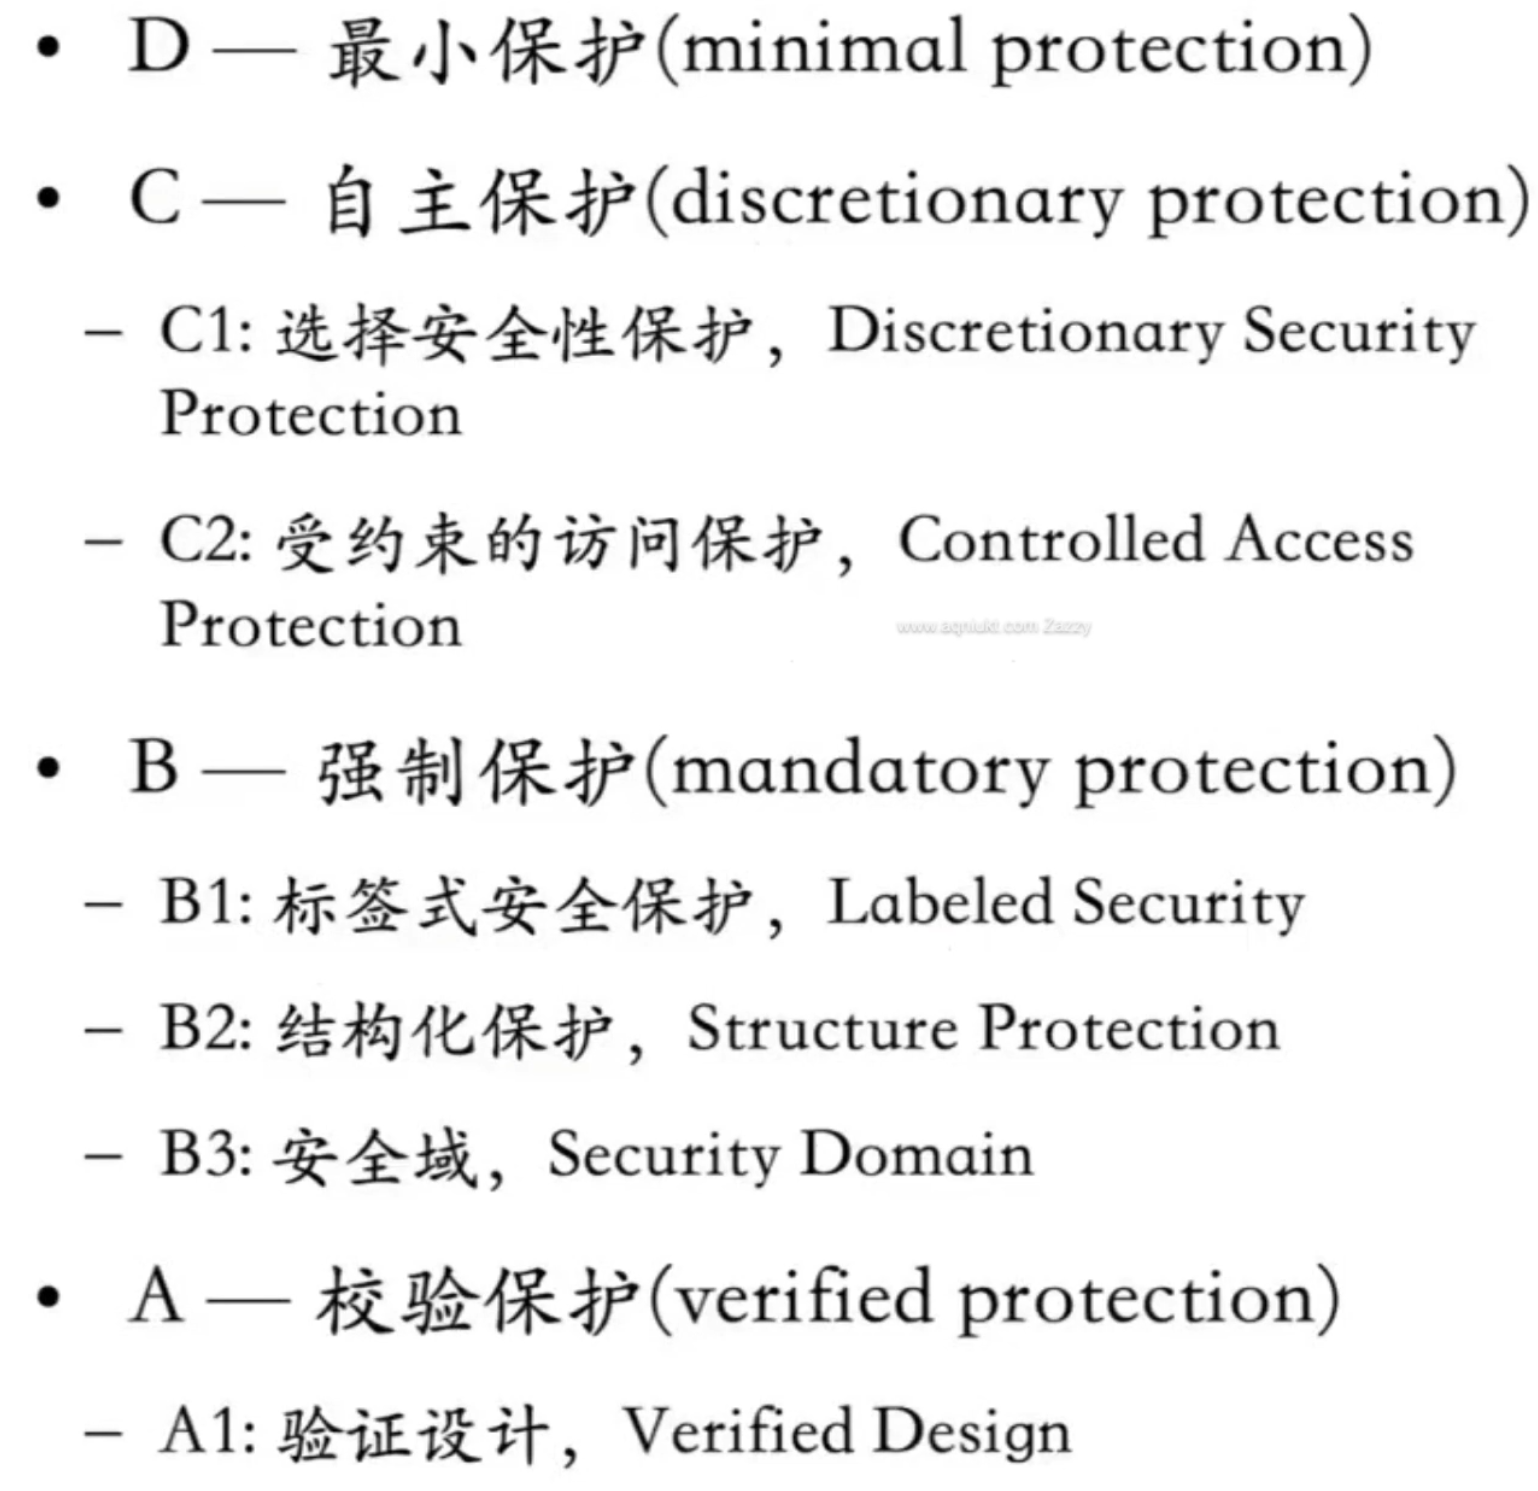 • D — 最小保护(minimal protection)
• C — 自主保护(discretionary protection)
– C1: 选择安全性保护，Discretionary Security
Protection
– C2: 受约束的访问保护，Controlled Access
Protection
www.aqniukt.com Zazzy
• B — 强制保护(mandatory protection)
– B1: 标签式安全保护，Labeled Security
– B2: 结构化保护，Structure Protection
– B3: 安全域，Security Domain
• A — 校验保护(verified protection)
– A1: 验证设计，Verified Design